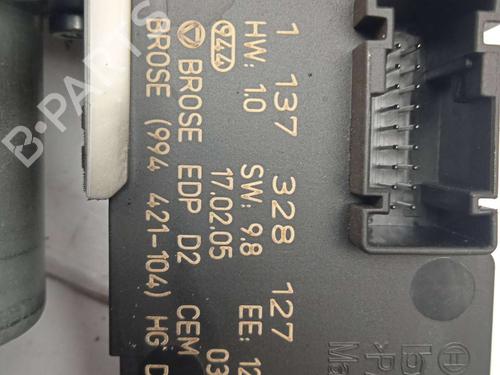 1 137 328 127
HW: 1.0 SW: 9.8 EE: 12
944 17.02.05 03
BROSE EDP D2 CEM
BROSE (994 421-104) HG D
B-PARTS